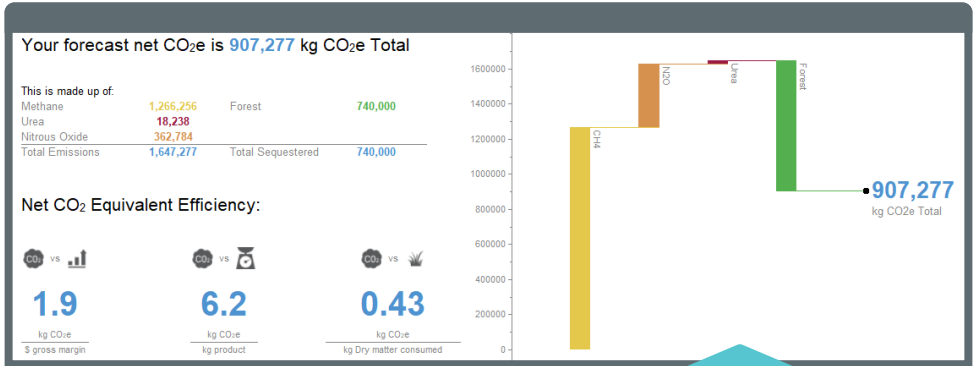 Your forecast net CO2e is 907,277 kg CO2e Total
This is made up of:
Methane 1,266,256 Forest 740,000
Urea 18,238
Nitrous Oxide 362,784
Total Emissions 1,647,277 Total Sequestered 740,000
Net CO2 Equivalent Efficiency:
CO2 vs CO2 vs CO2 vs
1.9 6.2 0.43
kg CO2e kg CO2e kg CO2e
$ gross margin kg product kg Dry matter consumed
1600000
1400000
1200000
1000000
800000
600000
400000
200000
0
CH4
N2O
Urea
Forest
907,277
kg CO2e Total